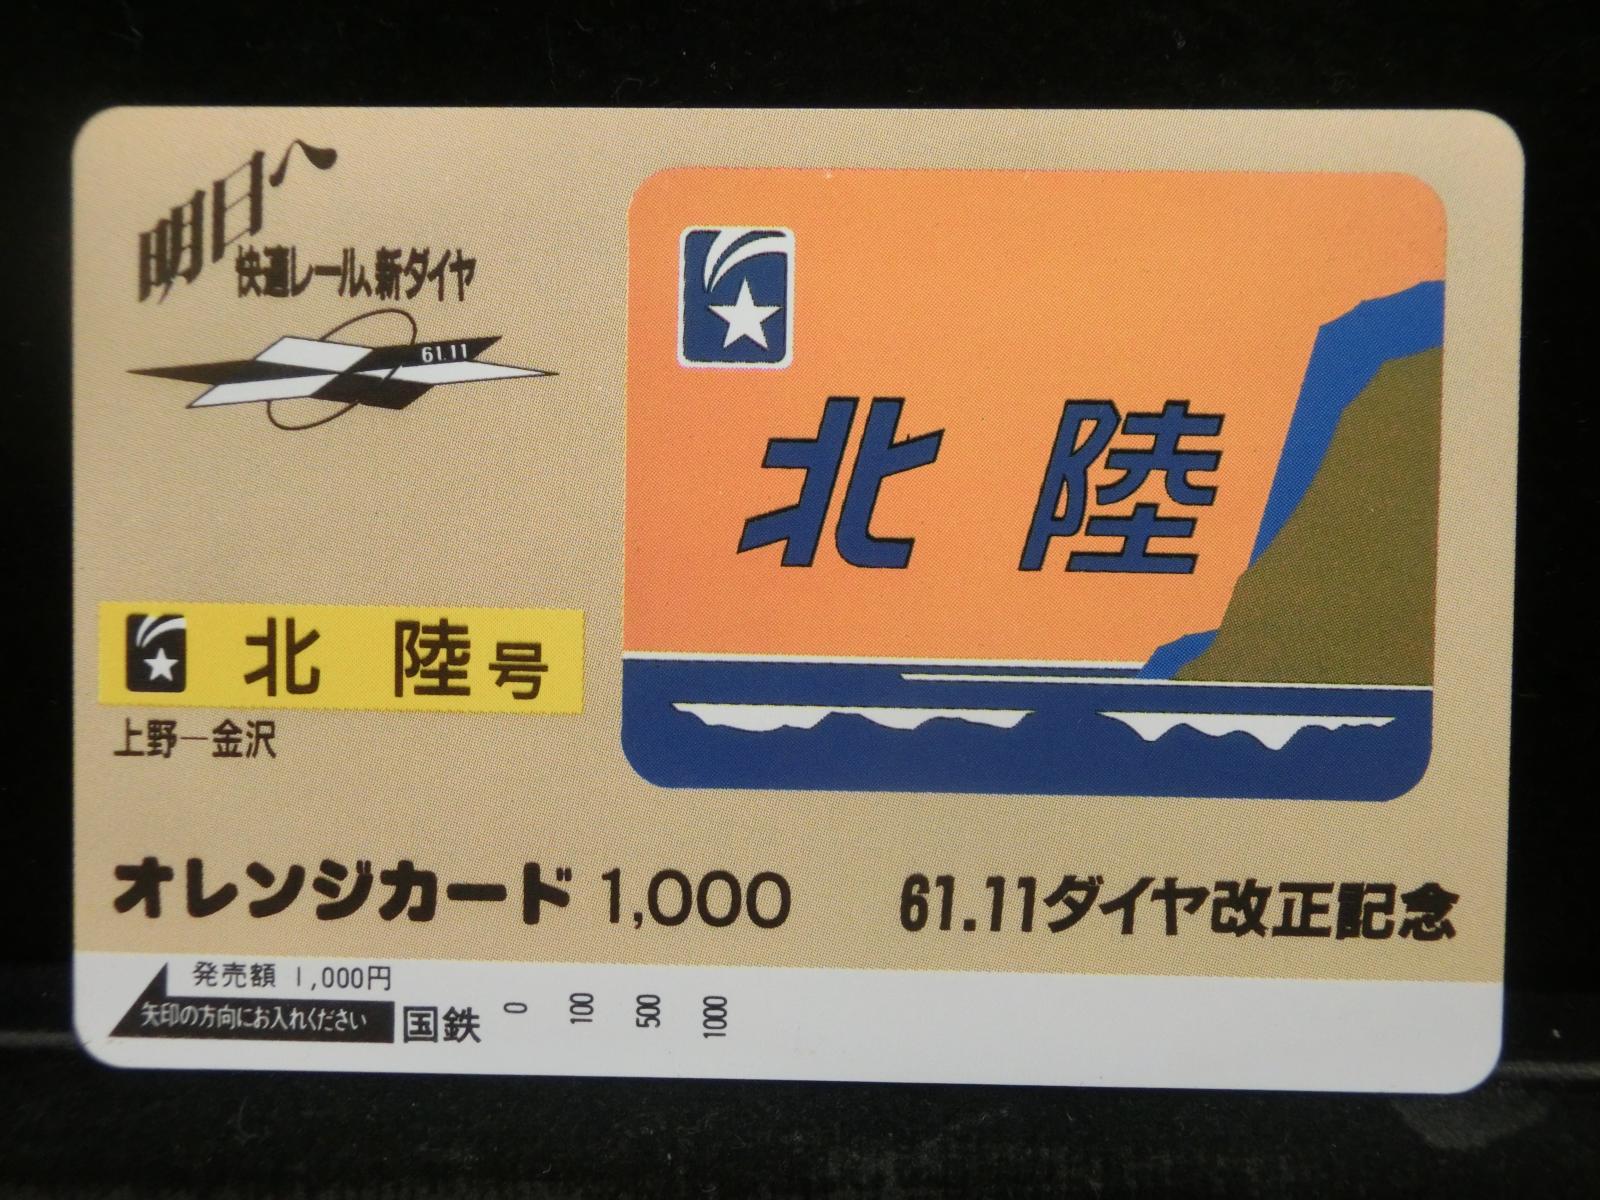 明日へ
快適レール、新ダイヤ
61.11
北陸
北陸号
上野―金沢
オレンジカード 1,000
61.11ダイヤ改正記念
発売額 1,000円
矢印の方向にお入れください
国鉄 0 100 500 1000